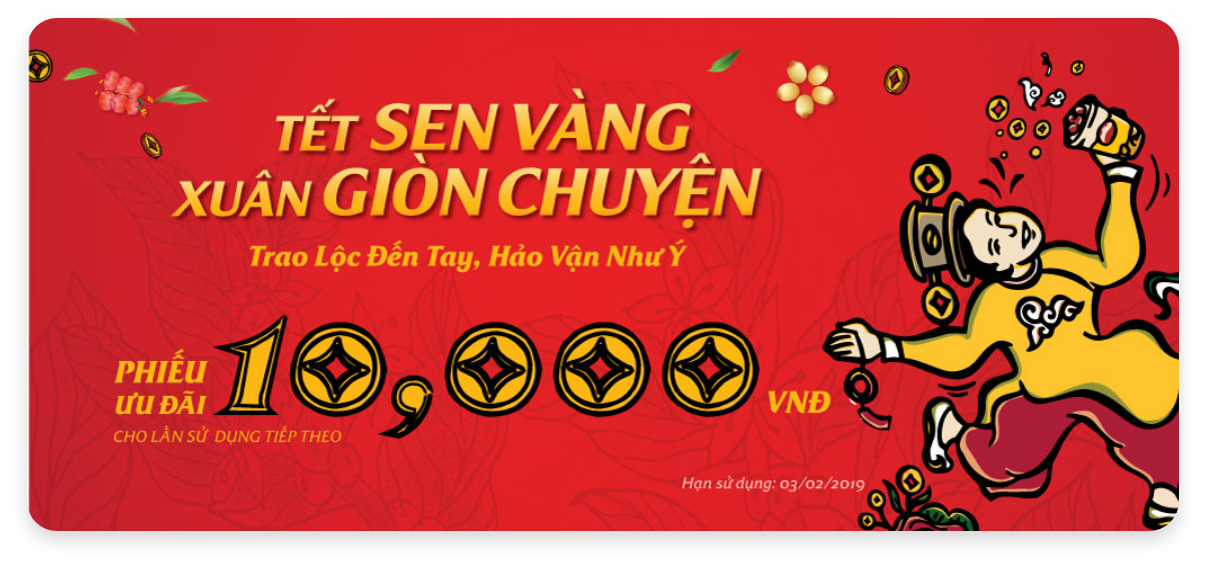 TẾT SEN VÀNG
XUÂN GIÒN CHUYỆN
Trao Lộc Đến Tay, Hảo Vận Như Ý
PHIẾU
ƯU ĐÃI
10,000 VNĐ
CHO LẦN SỬ DỤNG TIẾP THEO
Hạn sử dụng: 03/02/2019